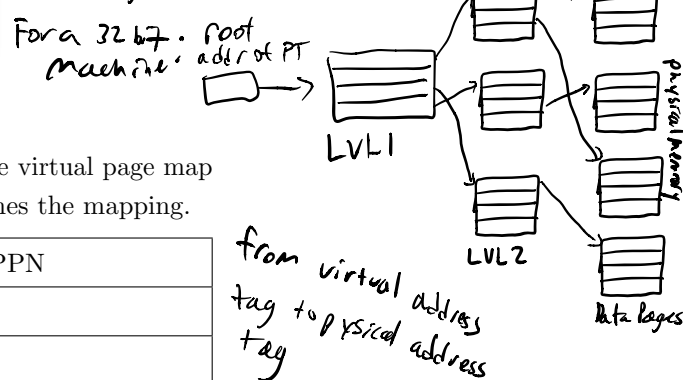 For a 32 bit
machine:
root
addr of PT
LVL1
LVL2
physical memory
Data Pages
e virtual page map
nes the mapping.
PPN
from virtual address
tag to pysical address
tag